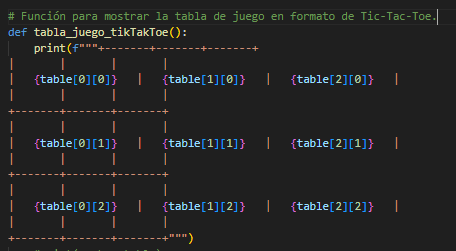 # Función para mostrar la tabla de juego en formato de Tic-Tac-Toe.
def tabla_juego_tikTakToe():
    print(f"""+-------+-------+-------+
|       |       |       |
|   {table[0][0]}   |   {table[1][0]}   |   {table[2][0]}   |
|       |       |       |
+-------+-------+-------+
|       |       |       |
|   {table[0][1]}   |   {table[1][1]}   |   {table[2][1]}   |
|       |       |       |
+-------+-------+-------+
|       |       |       |
|   {table[0][2]}   |   {table[1][2]}   |   {table[2][2]}   |
|       |       |       |
+-------+-------+-------+""")